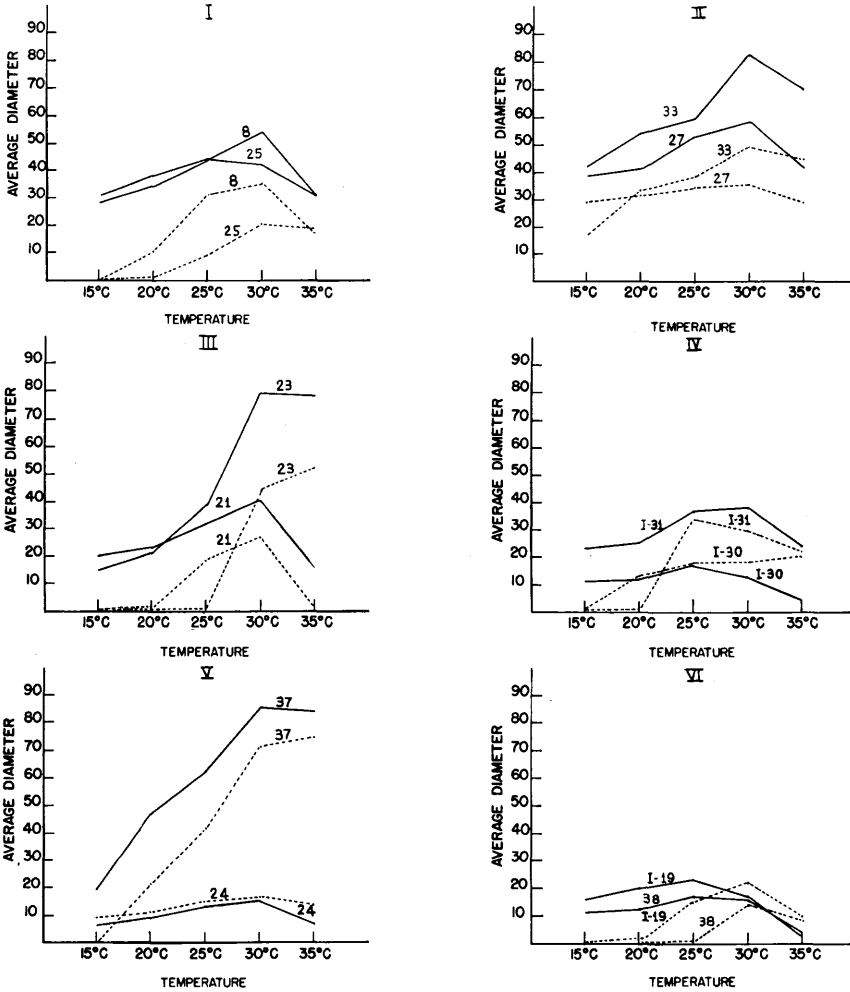 I
AVERAGE DIAMETER
90
80
70
60
50
40
30
20
10
8
25
8
25
15°C 20°C 25°C 30°C 35°C
TEMPERATURE
II
AVERAGE DIAMETER
90
80
70
60
50
40
30
20
10
33
27
33
27
15°C 20°C 25°C 30°C 35°C
TEMPERATURE
III
AVERAGE DIAMETER
90
80
70
60
50
40
30
20
10
23
23
21
21
15°C 20°C 25°C 30°C 35°C
TEMPERATURE
IV
AVERAGE DIAMETER
90
80
70
60
50
40
30
20
10
I-31
I-31
I-30
I-30
15°C 20°C 25°C 30°C 35°C
TEMPERATURE
V
AVERAGE DIAMETER
90
80
70
60
50
40
30
20
10
37
37
24
24
15°C 20°C 25°C 30°C 35°C
TEMPERATURE
VI
AVERAGE DIAMETER
90
80
70
60
50
40
30
20
10
I-19
38
I-19
38
15°C 20°C 25°C 30°C 35°C
TEMPERATURE